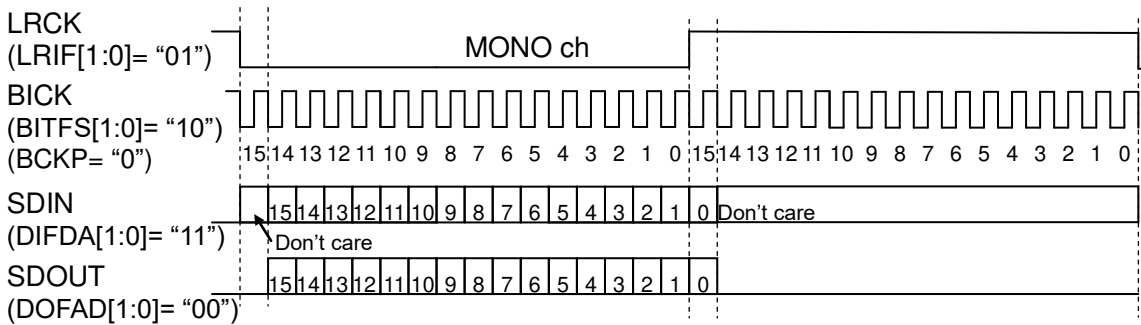 LRCK
(LRIF[1:0]= “01”)
MONO ch
BICK
(BITFS[1:0]= “10”)
(BCKP= “0”)
15 14 13 12 11 10 9 8 7 6 5 4 3 2 1 0 15 14 13 12 11 10 9 8 7 6 5 4 3 2 1 0
SDIN
(DIFDA[1:0]= “11”)
15 14 13 12 11 10 9 8 7 6 5 4 3 2 1 0 Don’t care
Don’t care
SDOUT
(DOFAD[1:0]= “00”)
15 14 13 12 11 10 9 8 7 6 5 4 3 2 1 0